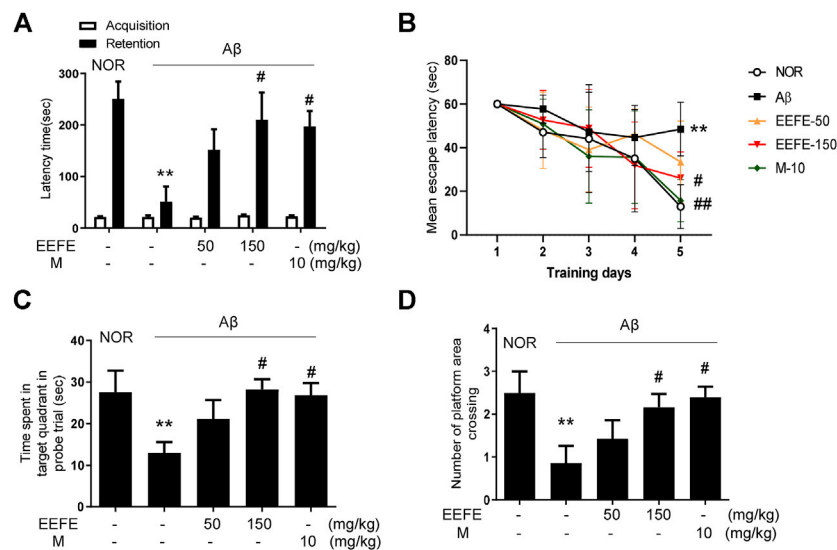 A
Acquisition
Retention
NOR
Aβ
Latency time(sec)
300
200
100
0
**
#
#
EEFE - - 50 150 - (mg/kg)
M - - - - 10 (mg/kg)
B
Mean escape latency (sec)
80
60
40
20
0
1 2 3 4 5
Training days
**
#
##
NOR
Aβ
EEFE-50
EEFE-150
M-10
C
NOR
Aβ
Time spent in
target quadrant in
probe trial (sec)
40
30
20
10
0
**
#
#
EEFE - - 50 150 - (mg/kg)
M - - - - 10 (mg/kg)
D
NOR
Aβ
Number of platform area
crossing
4
3
2
1
0
**
#
#
EEFE - - 50 150 - (mg/kg)
M - - - - 10 (mg/kg)